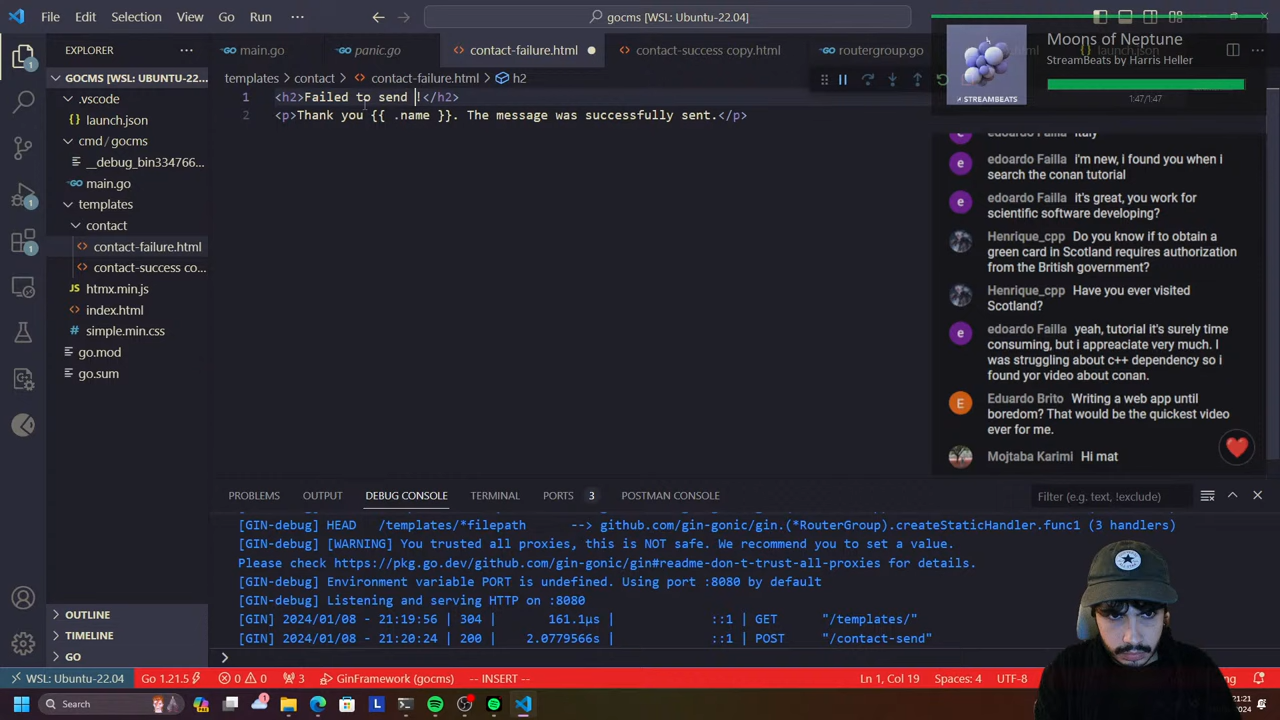 File Edit Selection View Go Run ···
gocms [WSL: Ubuntu-22.04]
Moons of Neptune
StreamBeats by Harris Heller
1:47/1:47
STREAMBEATS
EXPLORER
main.go
panic.go
contact-failure.html
contact-success copy.html
routergroup.go
launch.json
GOCMS [WSL: UBUNTU-22.04]
templates > contact > contact-failure.html > h2
.vscode
launch.json
cmd/gocms
__debug_bin334766...
main.go
templates
contact
contact-failure.html
contact-success co...
htmx.min.js
index.html
simple.min.css
go.mod
go.sum
1 <h2>Failed to send !</h2>
2 <p>Thank you {{ .name }}. The message was successfully sent.</p>
edoardo Failla i'm new, i found you when i
search the conan tutorial
edoardo Failla it's great, you work for
scientific software developing?
Henrique_cpp Do you know if to obtain a
green card in Scotland requires authorization
from the British government?
Henrique_cpp Have you ever visited
Scotland?
edoardo Failla yeah, tutorial it's surely time
consuming, but i appreaciate very much. I
was struggling about c++ dependency so i
found yor video about conan.
Eduardo Brito Writing a web app until
boredom? That would be the quickest video
ever for me.
Mojtaba Karimi Hi mat
PROBLEMS OUTPUT DEBUG CONSOLE TERMINAL PORTS 3 POSTMAN CONSOLE
Filter (e.g. text, !exclude)
[GIN-debug] HEAD /templates/*filepath --> github.com/gin-gonic/gin.(*RouterGroup).createStaticHandler.func1 (3 handlers)
[GIN-debug] [WARNING] You trusted all proxies, this is NOT safe. We recommend you to set a value.
Please check https://pkg.go.dev/github.com/gin-gonic/gin#readme-don-t-trust-all-proxies for details.
[GIN-debug] Environment variable PORT is undefined. Using port :8080 by default
[GIN-debug] Listening and serving HTTP on :8080
[GIN] 2024/01/08 - 21:19:56 | 304 | 161.1µs | ::1 | GET "/templates/"
[GIN] 2024/01/08 - 21:20:24 | 200 | 2.0779566s | ::1 | POST "/contact-send"
OUTLINE
TIMELINE
GO
WSL: Ubuntu-22.04 Go 1.21.5 0 0 3 GinFramework (gocms) -- INSERT -- Ln 1, Col 19 Spaces: 4 UTF-8
Search
21:21